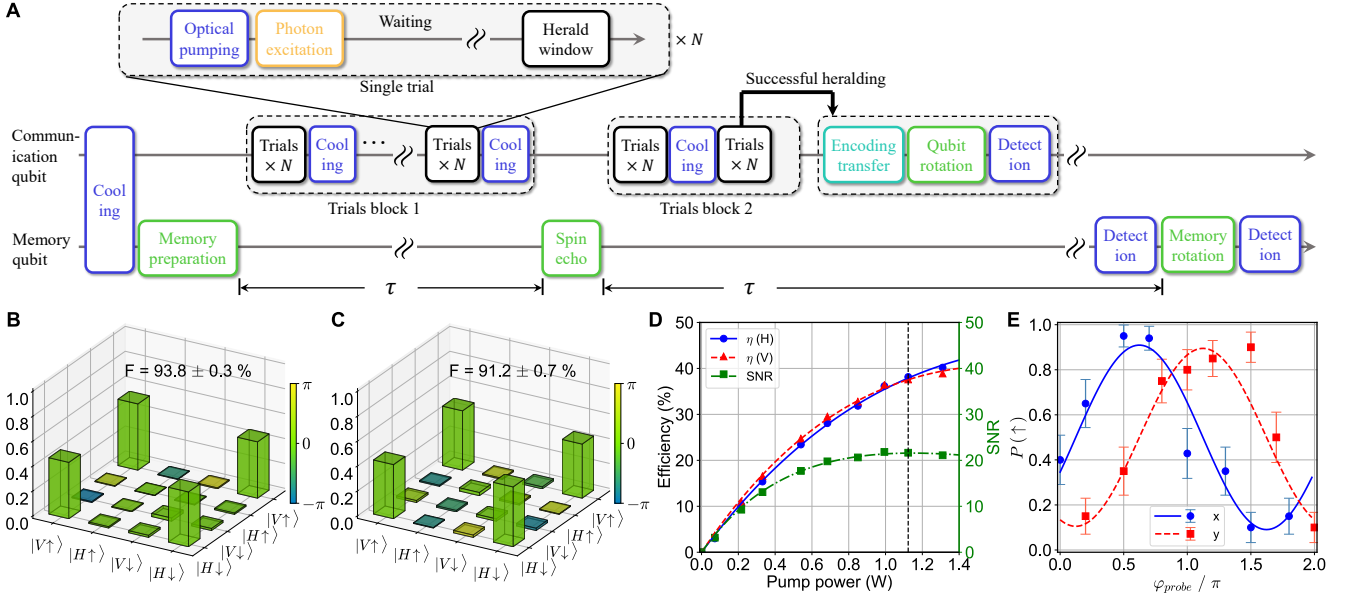 A
Optical
pumping
Photon
excitation
Waiting
Herald
window
× N
Single trial
Successful heralding
Commun-
ication
qubit
Cool
ing
Trials
× N
Cool
ing
...
Trials
× N
Cool
ing
Trials block 1
Trials
× N
Cool
ing
Trials
× N
Trials block 2
Encoding
transfer
Qubit
rotation
Detect
ion
Memory
qubit
Memory
preparation
Spin
echo
Detect
ion
Memory
rotation
Detect
ion
τ
τ
B
F = 93.8 ± 0.3 %
1.0
0.8
0.6
0.4
0.2
0.0
|V↑⟩
|H↑⟩
|V↓⟩
|H↓⟩
|H↓⟩
|V↓⟩
|H↑⟩
|V↑⟩
π
0
−π
C
F = 91.2 ± 0.7 %
1.0
0.8
0.6
0.4
0.2
0.0
|V↑⟩
|H↑⟩
|V↓⟩
|H↓⟩
|H↓⟩
|V↓⟩
|H↑⟩
|V↑⟩
π
0
−π
D
η (H)
η (V)
SNR
Efficiency (%)
50
40
30
20
10
0
0.0 0.2 0.4 0.6 0.8 1.0 1.2 1.4
Pump power (W)
50
40
30
20
10
0
SNR
E
P(↑)
1.0
0.8
0.6
0.4
0.2
0.0
x
y
0.0 0.5 1.0 1.5 2.0
φprobe / π